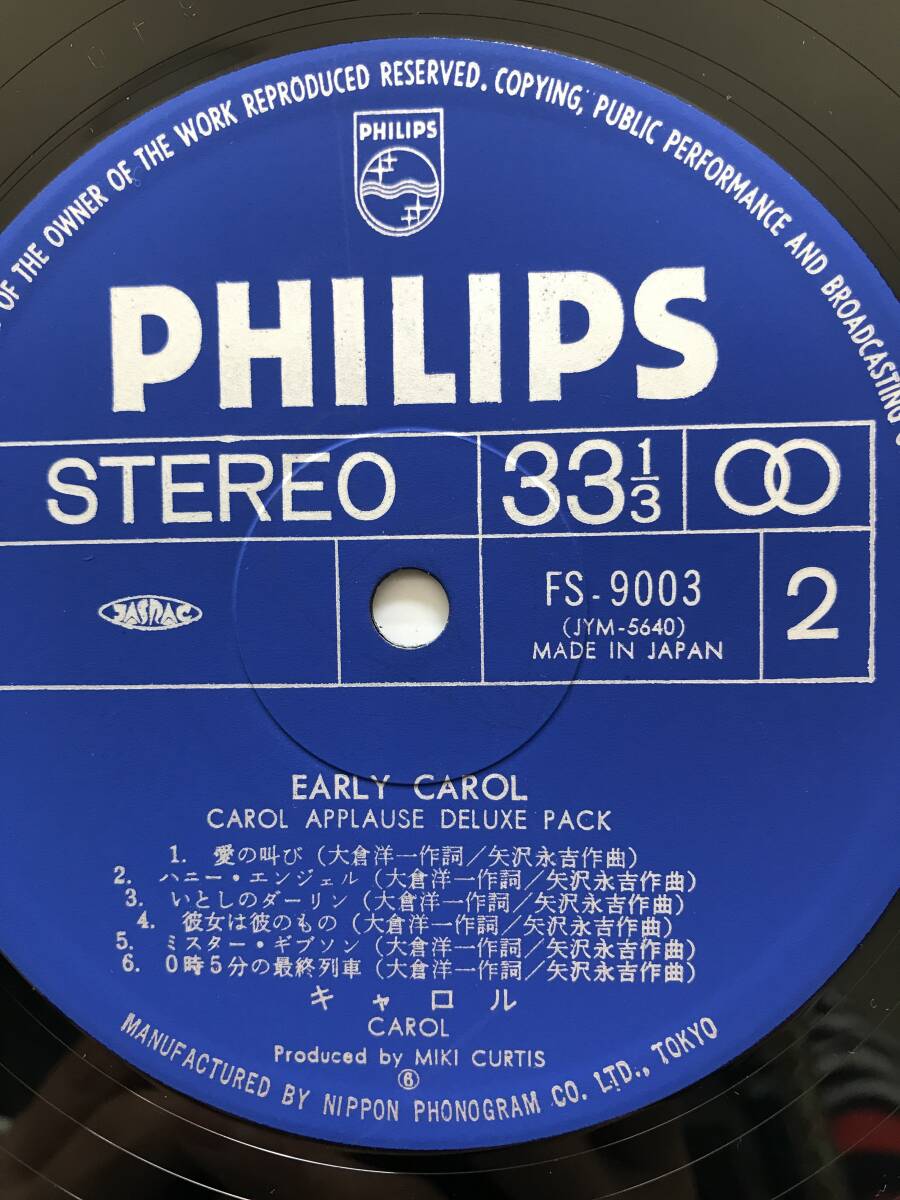 OF THE OWNER OF THE WORK REPRODUCED RESERVED. COPYING, PUBLIC PERFORMANCE AND BROADCASTING
PHILIPS
PHILIPS
STEREO
33 1/3
JASRAC
FS-9003
(JYM-5640)
MADE IN JAPAN
2
EARLY CAROL
CAROL APPLAUSE DELUXE PACK
1. 愛の叫び (大倉洋一作詞/矢沢永吉作曲)
2. ハニー・エンジェル (大倉洋一作詞/矢沢永吉作曲)
3. いとしのダーリン (大倉洋一作詞/矢沢永吉作曲)
4. 彼女は彼のもの (大倉洋一作詞/矢沢永吉作曲)
5. ミスター・ギブソン (大倉洋一作詞/矢沢永吉作曲)
6. 0時5分の最終列車 (大倉洋一作詞/矢沢永吉作曲)
キャロル
CAROL
Produced by MIKI CURTIS
⑥
MANUFACTURED BY NIPPON PHONOGRAM CO. LTD., TOKYO